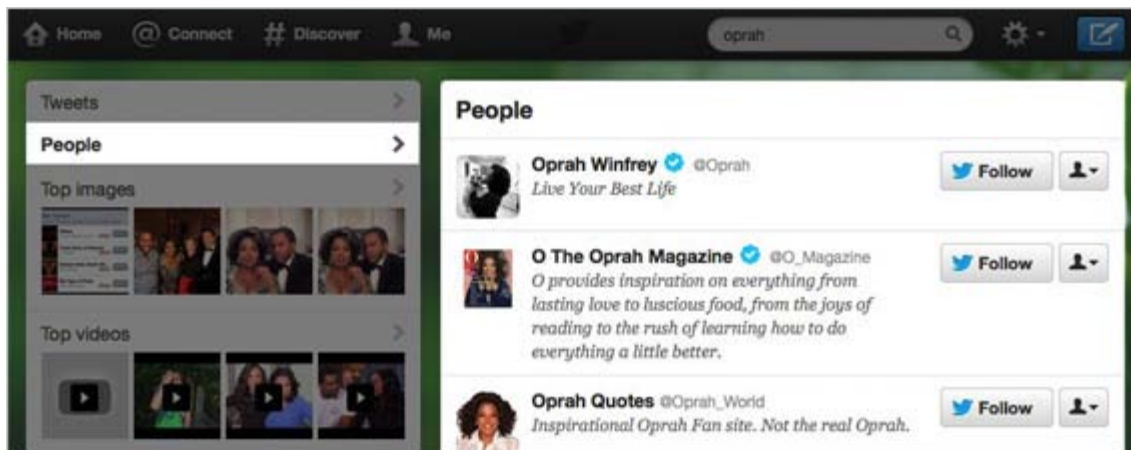 Home @ Connect # Discover Me oprah
Tweets
People
Top images
Top videos
People
Oprah Winfrey @Oprah
Live Your Best Life
Follow
O The Oprah Magazine @O_Magazine
O provides inspiration on everything from
lasting love to luscious food, from the joys of
reading to the rush of learning how to do
everything a little better.
Follow
Oprah Quotes @Oprah_World
Inspirational Oprah Fan site. Not the real Oprah.
Follow